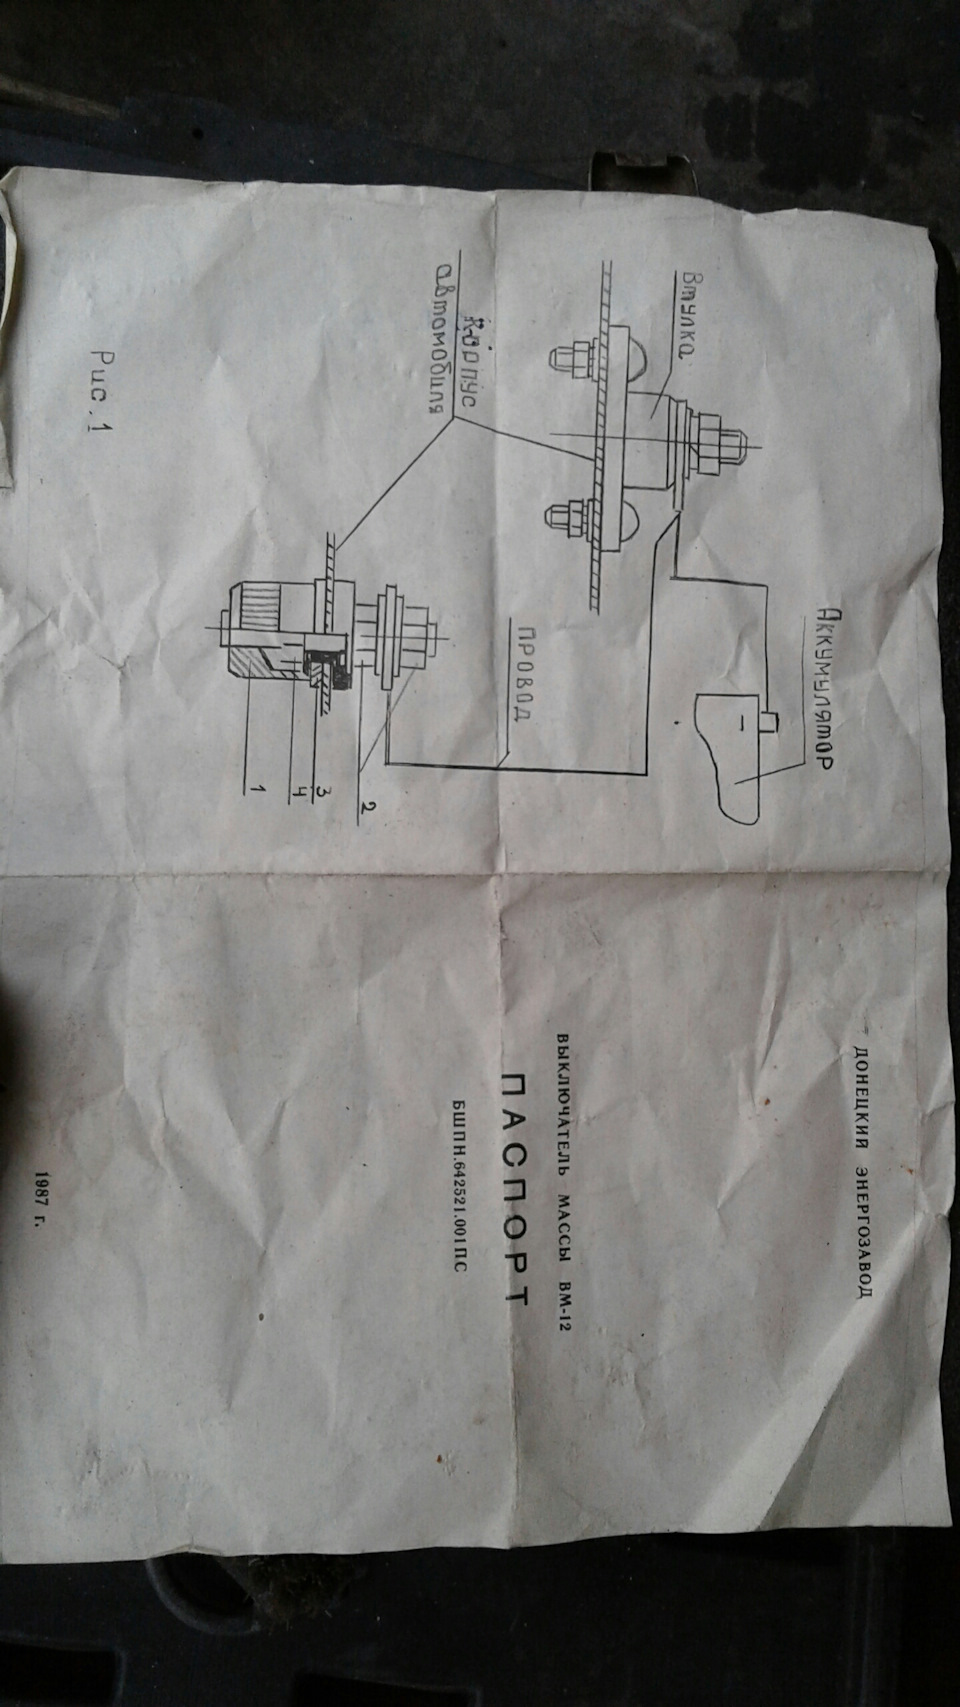 Аккумулятор
Втулка
Провод
Корпус
автомобиля
2
3
4
1
Рис. 1
ДОНЕЦКИЙ ЭНЕРГОЗАВОД
ВЫКЛЮЧАТЕЛЬ МАССЫ ВМ-12
ПАСПОРТ
БШПН.642521.001ПС
1987 г.